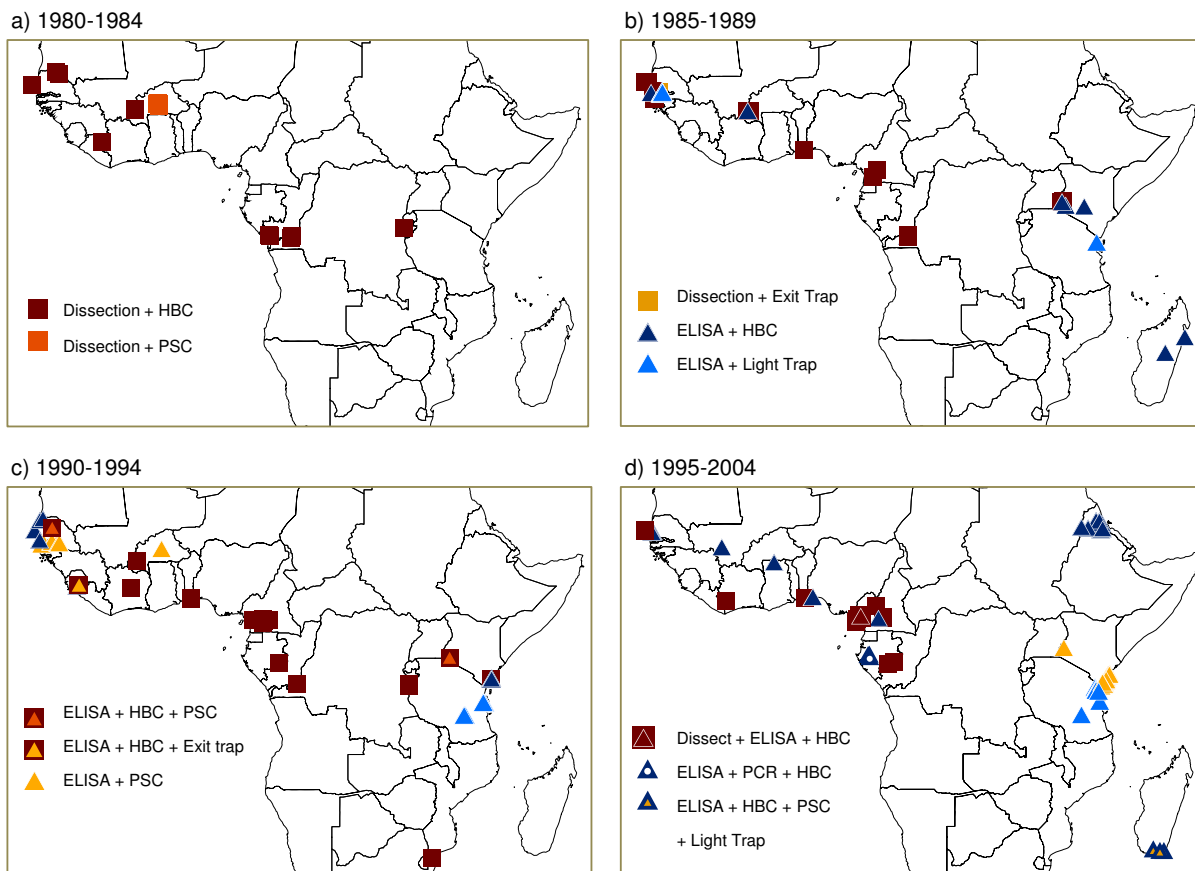 a) 1980-1984
b) 1985-1989
Dissection + HBC
Dissection + PSC
Dissection + Exit Trap
ELISA + HBC
ELISA + Light Trap
c) 1990-1994
d) 1995-2004
ELISA + HBC + PSC
ELISA + HBC + Exit trap
ELISA + PSC
Dissect + ELISA + HBC
ELISA + PCR + HBC
ELISA + HBC + PSC
+ Light Trap